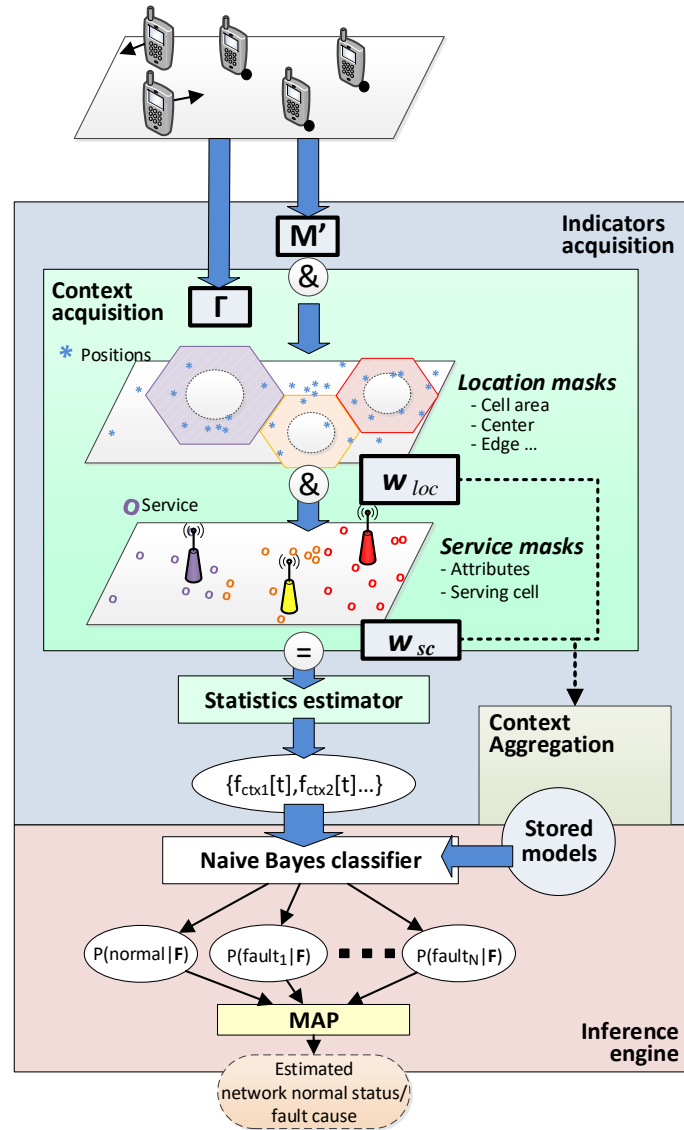 Indicators
acquisition
M’
&
Context
acquisition
Γ
* Positions
Location masks
- Cell area
- Center
- Edge ...
w loc
&
o Service
Service masks
- Attributes
- Serving cell
w sc
=
Statistics estimator
Context
Aggregation
{fctx1[t],fctx2[t]...}
Stored
models
Naive Bayes classifier
P(normal|F)
P(fault1|F)
P(faultN|F)
MAP
Inference
engine
Estimated
network normal status/
fault cause